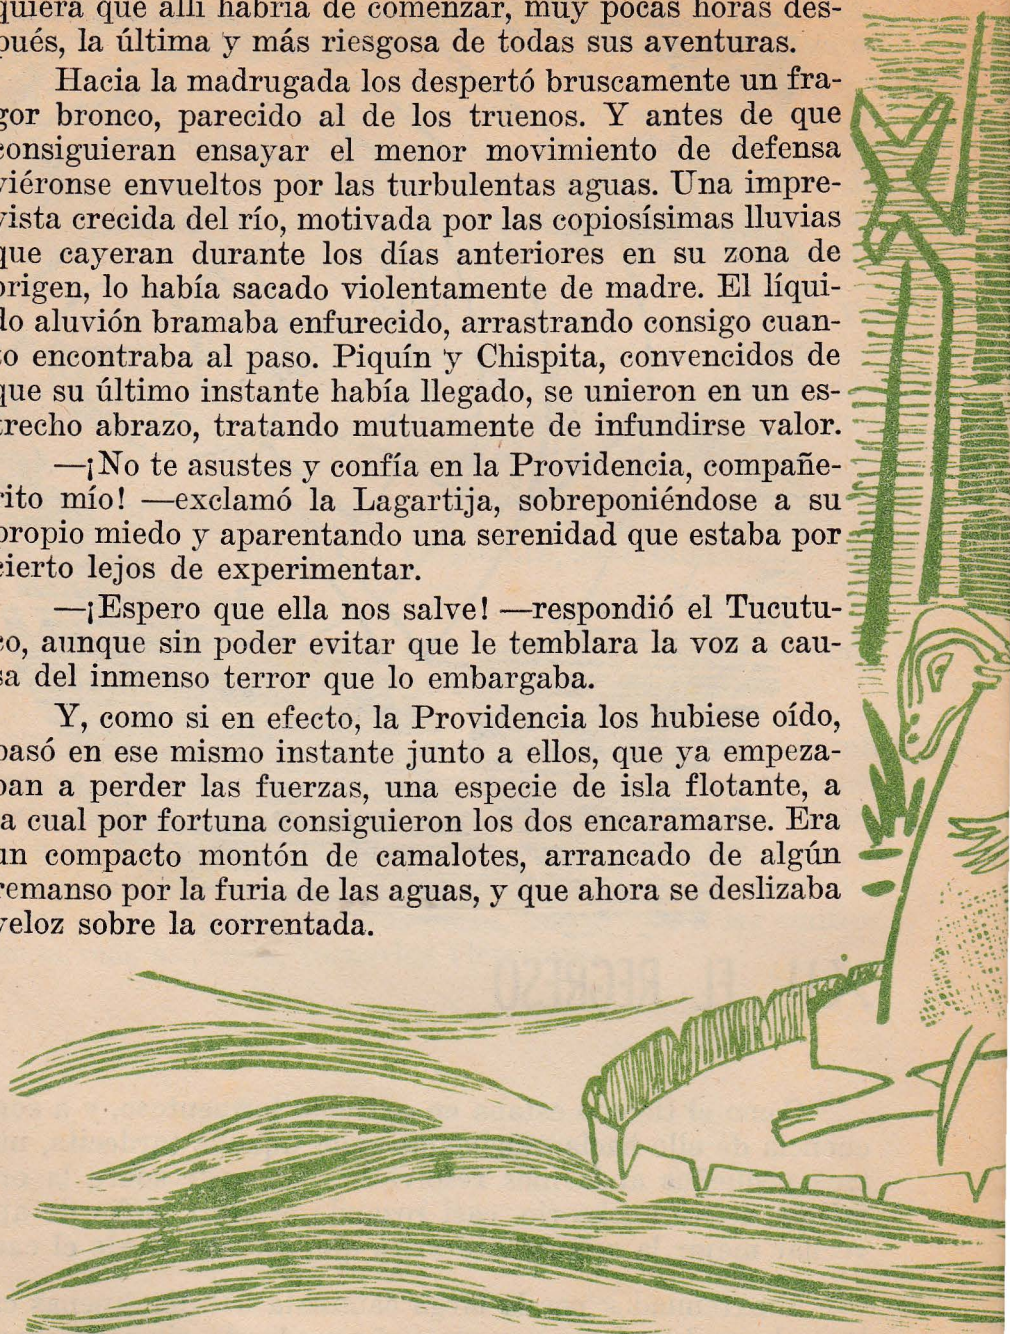 quiera que allí habría de comenzar, muy pocas horas des-
pués, la última y más riesgosa de todas sus aventuras.
Hacia la madrugada los despertó bruscamente un fra-
gor bronco, parecido al de los truenos. Y antes de que
consiguieran ensayar el menor movimiento de defensa
viéronse envueltos por las turbulentas aguas. Una impre-
vista crecida del río, motivada por las copiosísimas lluvias
que cayeran durante los días anteriores en su zona de
origen, lo había sacado violentamente de madre. El líqui-
do aluvión bramaba enfurecido, arrastrando consigo cuan-
to encontraba al paso. Piquín y Chispita, convencidos de
que su último instante había llegado, se unieron en un es-
trecho abrazo, tratando mutuamente de infundirse valor.
—¡No te asustes y confía en la Providencia, compañe-
rito mío! —exclamó la Lagartija, sobreponiéndose a su
propio miedo y aparentando una serenidad que estaba por
cierto lejos de experimentar.
—¡Espero que ella nos salve! —respondió el Tucutu-
co, aunque sin poder evitar que le temblara la voz a cau-
sa del inmenso terror que lo embargaba.
Y, como si en efecto, la Providencia los hubiese oído,
pasó en ese mismo instante junto a ellos, que ya empeza-
ban a perder las fuerzas, una especie de isla flotante, a
la cual por fortuna consiguieron los dos encaramarse. Era
un compacto montón de camalotes, arrancado de algún
remanso por la furia de las aguas, y que ahora se deslizaba
veloz sobre la correntada.